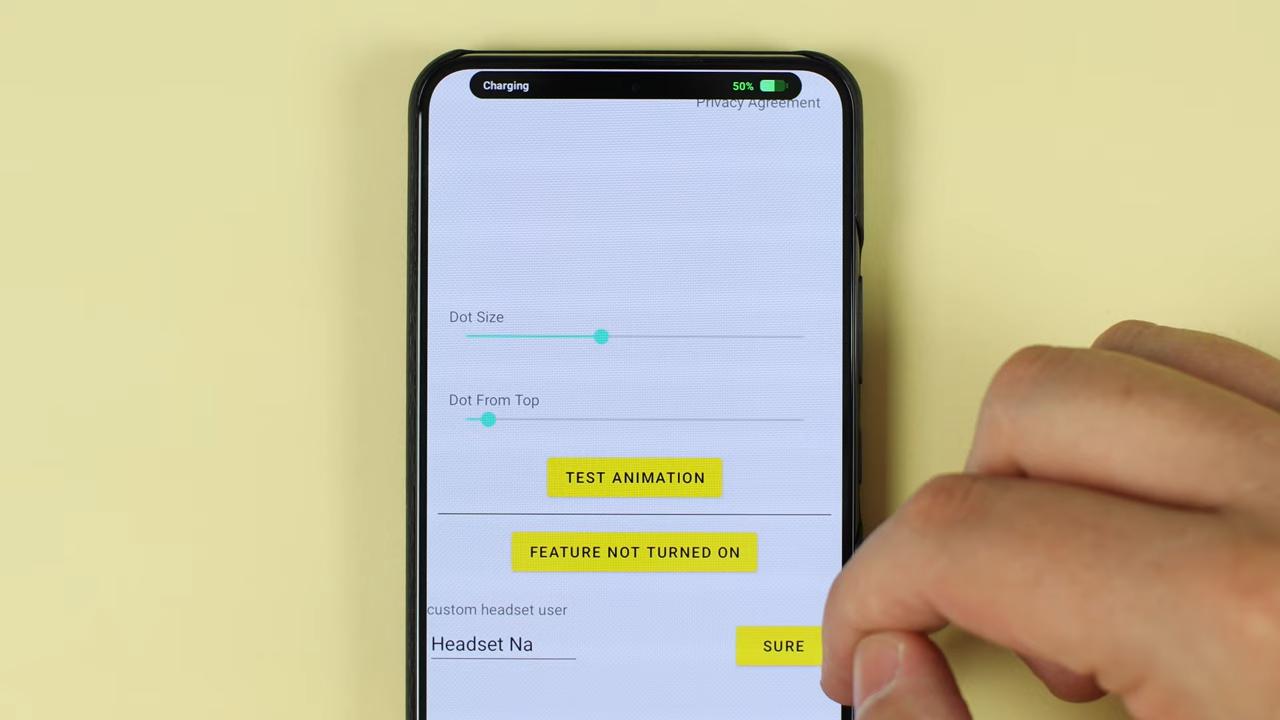 Charging 50%
Privacy Agreement
Dot Size
Dot From Top
TEST ANIMATION
FEATURE NOT TURNED ON
custom headset user
Headset Na
SURE